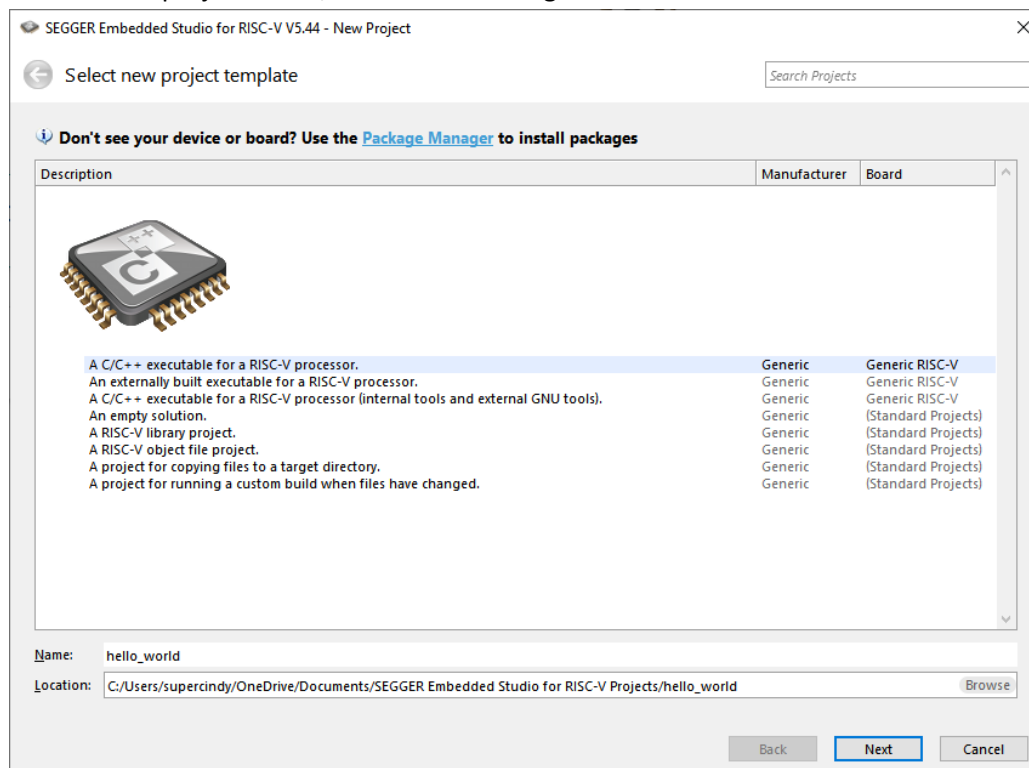 SEGGER Embedded Studio for RISC-V V5.44 - New Project
Select new project template
Search Projects
Don't see your device or board? Use the Package Manager to install packages
Description Manufacturer Board
C
A C/C++ executable for a RISC-V processor. Generic Generic RISC-V
An externally built executable for a RISC-V processor. Generic Generic RISC-V
A C/C++ executable for a RISC-V processor (internal tools and external GNU tools). Generic Generic RISC-V
An empty solution. Generic (Standard Projects)
A RISC-V library project. Generic (Standard Projects)
A RISC-V object file project. Generic (Standard Projects)
A project for copying files to a target directory. Generic (Standard Projects)
A project for running a custom build when files have changed. Generic (Standard Projects)
Name: hello_world
Location: C:/Users/supercindy/OneDrive/Documents/SEGGER Embedded Studio for RISC-V Projects/hello_world Browse
Back Next Cancel